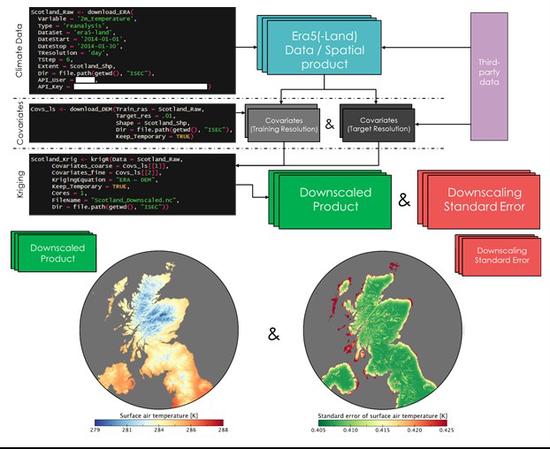 Climate Data
Scotland_Raw <- download_ERA(
Variable = '2m_temperature',
Type = 'reanalysis',
DataSet = 'era5-land',
DateStart = '2014-01-01',
DateStop = '2014-01-30',
TResolution = 'day',
TStep = 6,
Extent = Scotland_Shp,
Dir = file.path(getwd(), "ISEC"),
API_User =
API_Key =
Era5(-Land)
Data / Spatial
product
Third-
party
data
Covariates
Covs_ls <- download_DEM(Train_ras = Scotland_Raw,
Target_res = .01,
Shape = Scotland_Shp,
Dir = file.path(getwd(), "ISEC"),
Keep_Temporary = TRUE)
Covariates
(Training Resolution)
&
Covariates
(Target Resolution)
Kriging
Scotland_Krig <- krigR(Data = Scotland_Raw,
Covariates_coarse = Covs_ls[[1]],
Covariates_fine = Covs_ls[[2]],
KrigingEquation = "ERA ~ DEM",
Keep_Temporary = TRUE,
Cores = 1,
FileName = "Scotland_Downscaled.nc",
Dir = file.path(getwd(), "ISEC"))
Downscaled
Product
&
Downscaling
Standard Error
Downscaled
Product
Downscaling
Standard Error
&
Surface air temperature [K]
279 281 284 286 288
Standard error of surface air temperature [K]
0.405 0.410 0.415 0.420 0.425